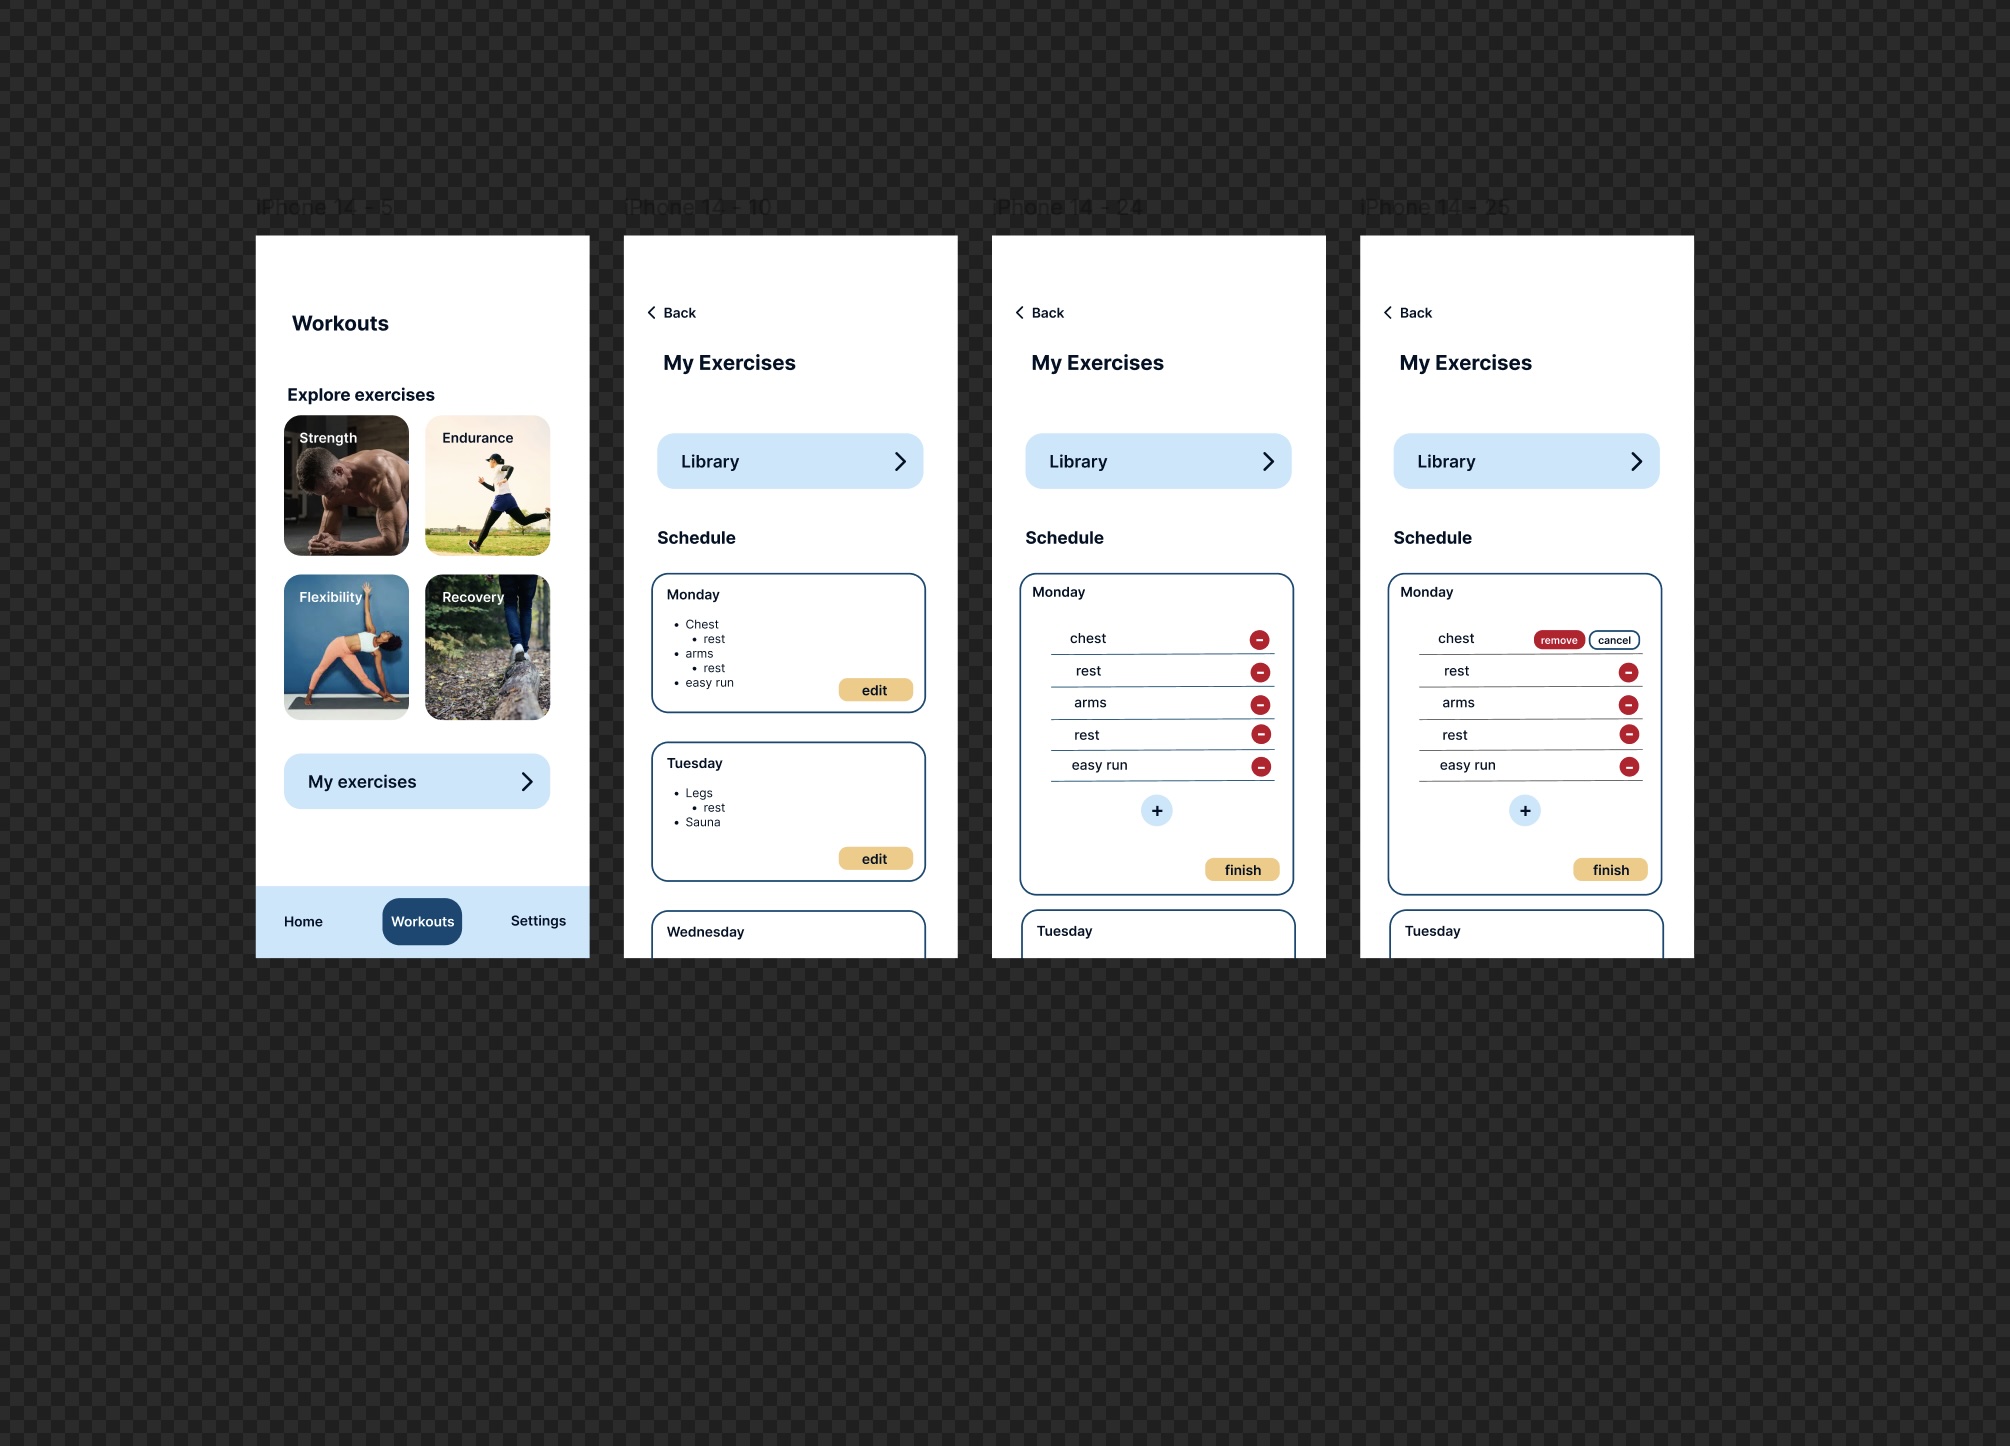 iPhone 14 - 5
Workouts
Explore exercises
Strength
Endurance
Flexibility
Recovery
My exercises
Home
Workouts
Settings
iPhone 14 - 10
Back
My Exercises
Library
Schedule
Monday
• Chest
• rest
• arms
• rest
• easy run
edit
Tuesday
• Legs
• rest
• Sauna
edit
Wednesday
iPhone 14 - 24
Back
My Exercises
Library
Schedule
Monday
chest
rest
arms
rest
easy run
+
finish
Tuesday
iPhone 14 - 25
Back
My Exercises
Library
Schedule
Monday
chest
remove
cancel
rest
arms
rest
easy run
+
finish
Tuesday